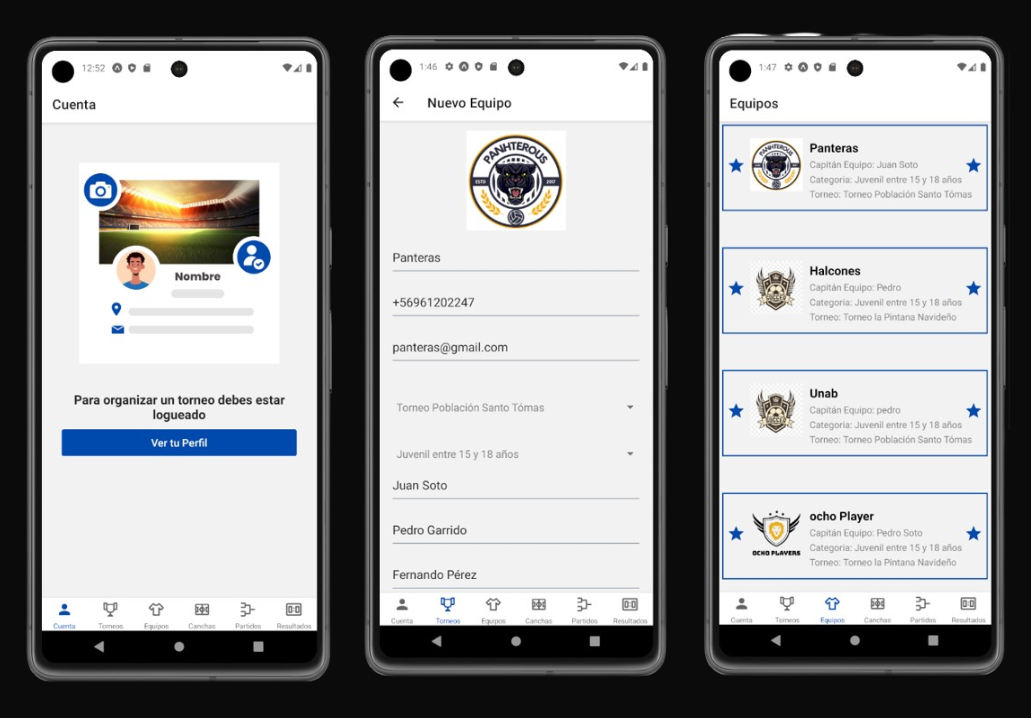 12:52
Cuenta
Nombre
Para organizar un torneo debes estar
logueado
Ver tu Perfil
Cuenta
Torneos
Equipos
Canchas
Partidos
Resultados
1:46
Nuevo Equipo
PANHTEROUS
ESTD
2017
Panteras
+56961202247
panteras@gmail.com
Torneo Población Santo Tómas
Juvenil entre 15 y 18 años
Juan Soto
Pedro Garrido
Fernando Pérez
Cuenta
Torneos
Equipos
Canchas
Partidos
Resultados
1:47
Equipos
PANHTEROUS
Panteras
Capitán Equipo: Juan Soto
Categoria: Juvenil entre 15 y 18 años
Torneo: Torneo Población Santo Tómas
SOCCER
Halcones
Capitán Equipo: Pedro
Categoria: Juvenil entre 15 y 18 años
Torneo: Torneo la Pintana Navideño
SOCCER
Unab
Capitán Equipo: pedro
Categoria: Juvenil entre 15 y 18 años
Torneo: Torneo Población Santo Tómas
OCHO PLAYERS
ocho Player
Capitán Equipo: Pedro Soto
Categoria: Juvenil entre 15 y 18 años
Torneo: Torneo la Pintana Navideño
Cuenta
Torneos
Equipos
Canchas
Partidos
Resultados